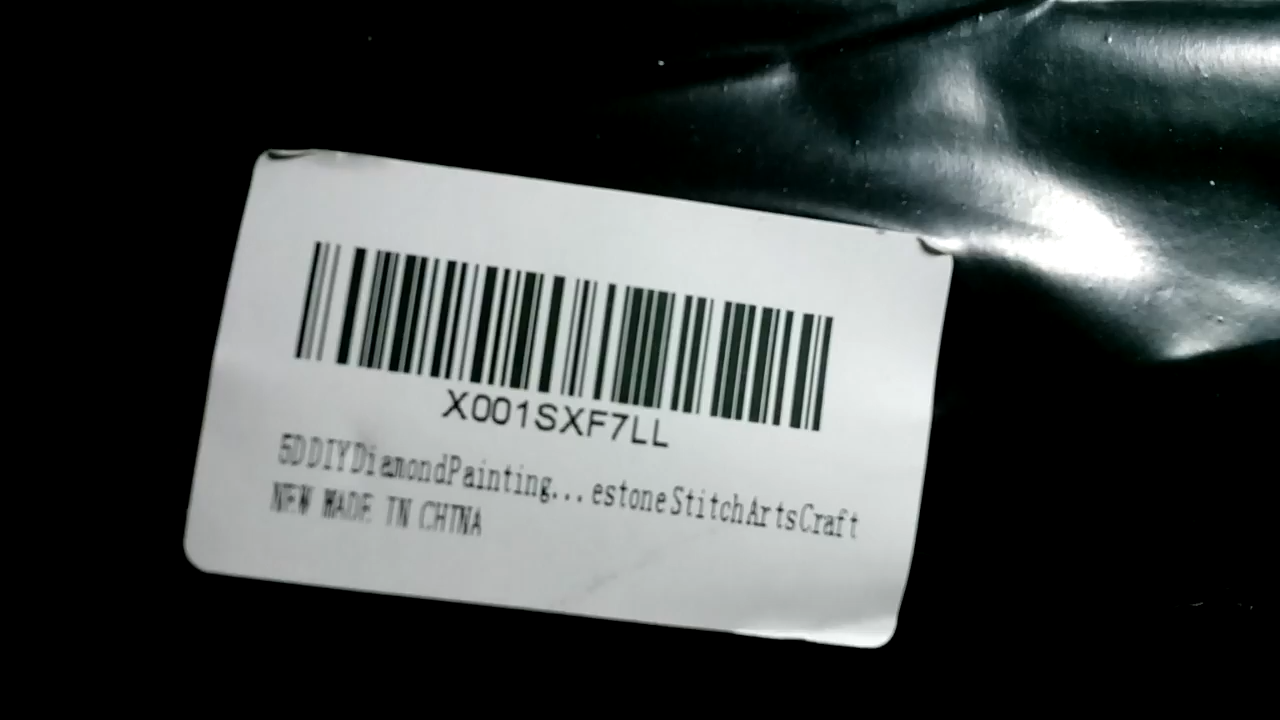 X001SXF7LL
5DDIYDiamondPainting...estoneStitchArtsCraft
NEW MADE IN CHINA